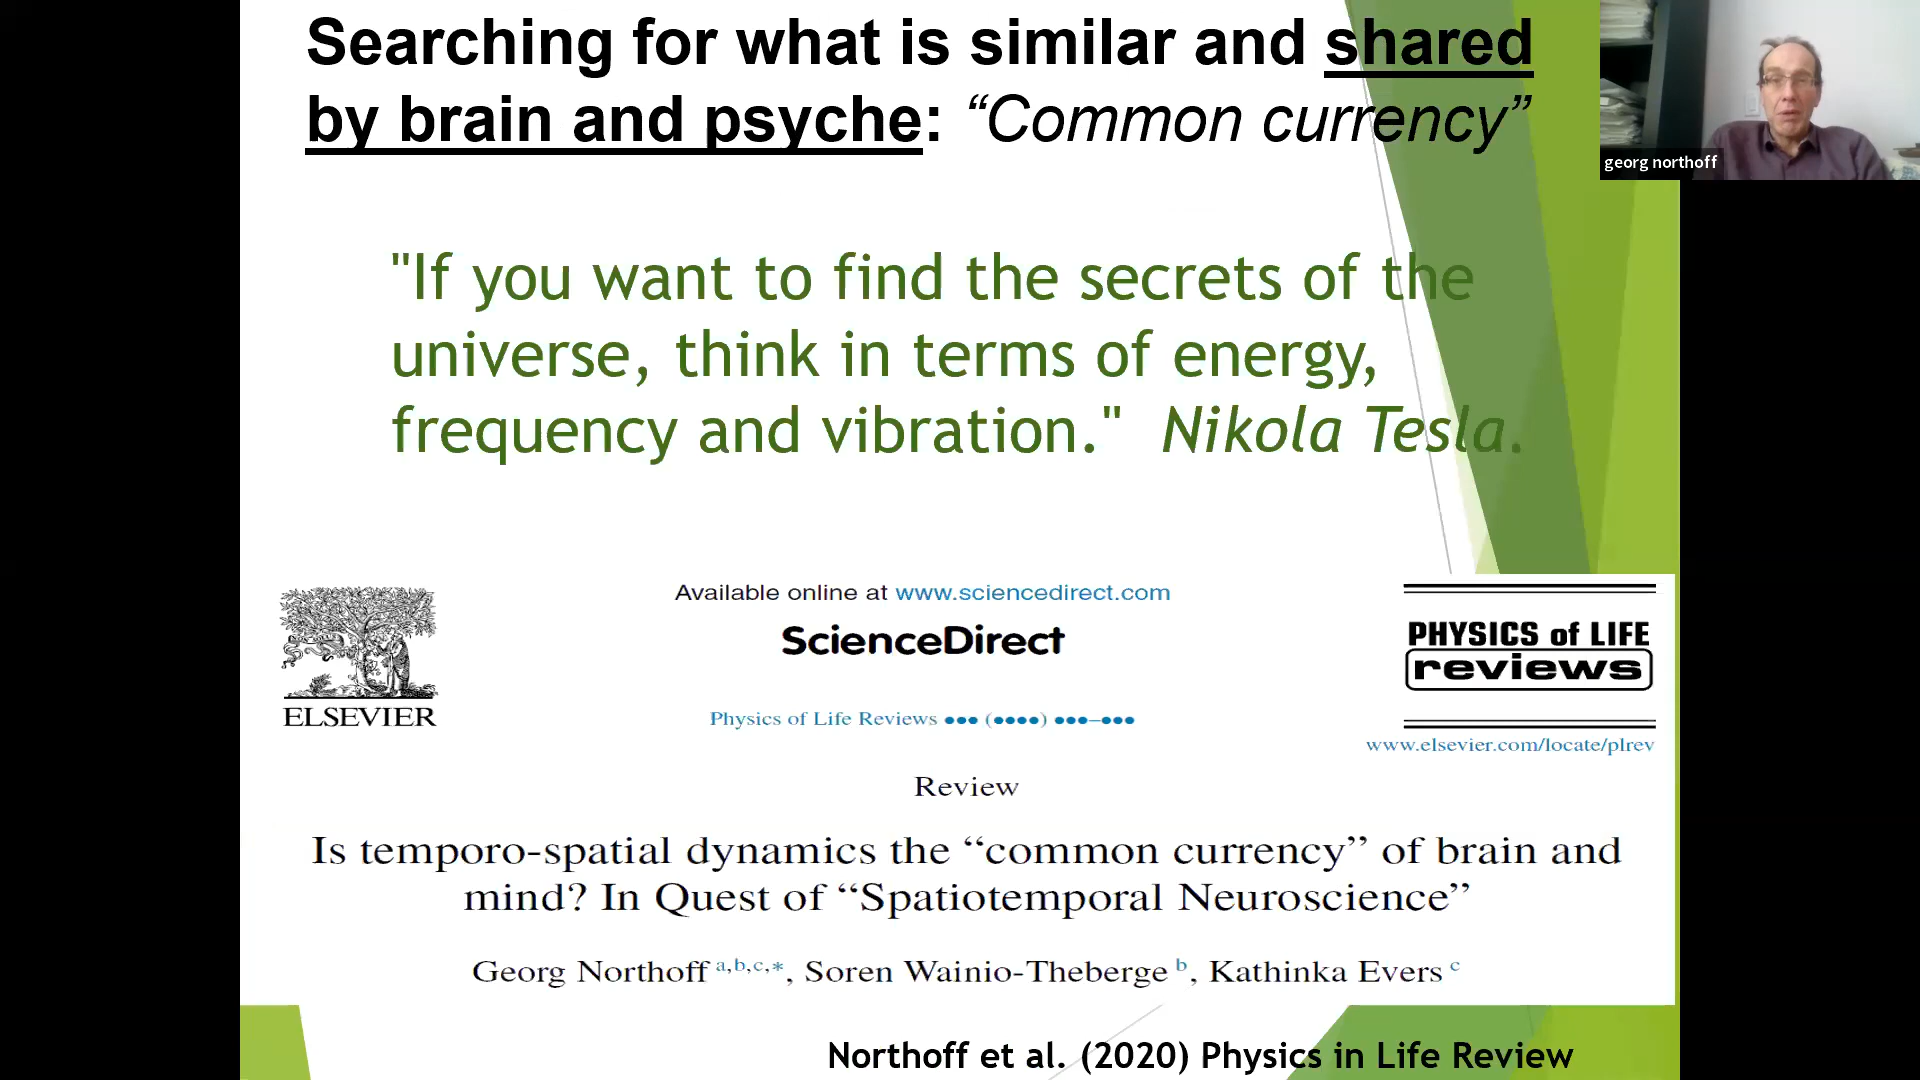 Searching for what is similar and shared
by brain and psyche: “Common currency”
georg northoff
"If you want to find the secrets of the
universe, think in terms of energy,
frequency and vibration." Nikola Tesla.
Available online at www.sciencedirect.com
ScienceDirect
ELSEVIER
PHYSICS of LIFE
reviews
Physics of Life Reviews ••• (••••) •••–•••
www.elsevier.com/locate/plrev
Review
Is temporo-spatial dynamics the “common currency” of brain and
mind? In Quest of “Spatiotemporal Neuroscience”
Georg Northoff a,b,c,*, Soren Wainio-Theberge b, Kathinka Evers c
Northoff et al. (2020) Physics in Life Review